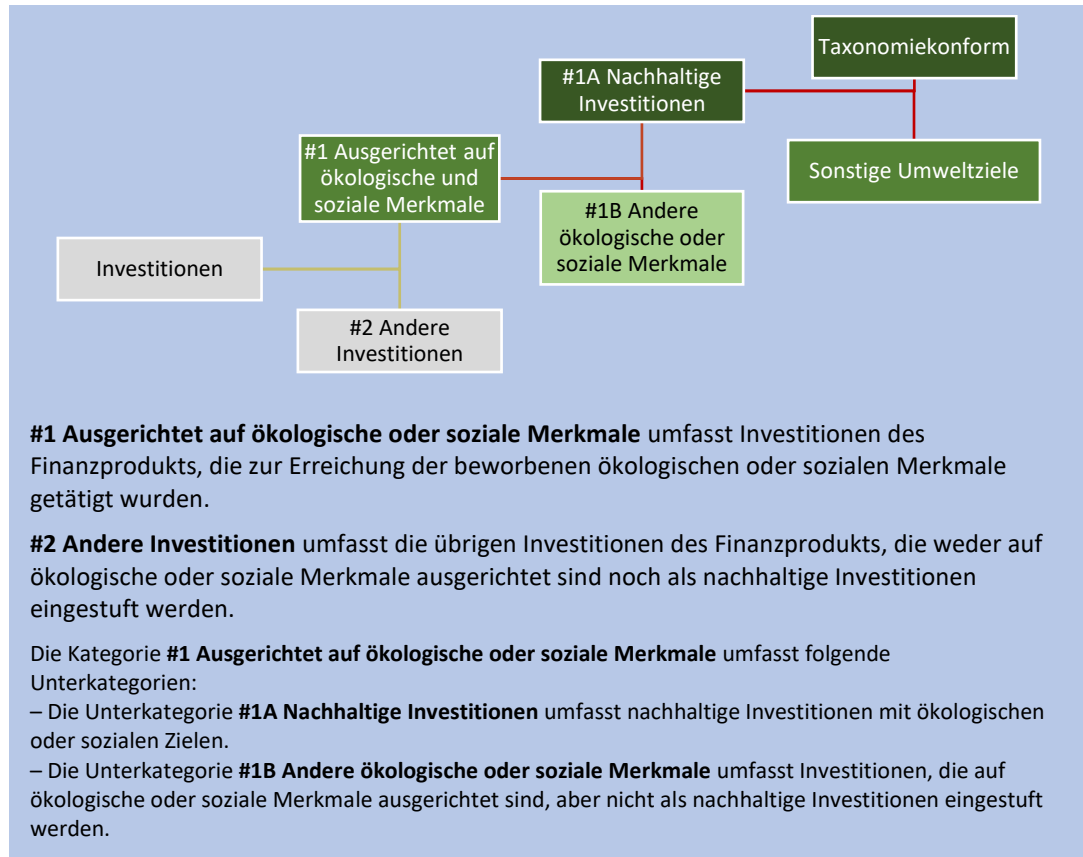 Taxonomiekonform
#1A Nachhaltige
Investitionen
#1 Ausgerichtet auf
ökologische und
soziale Merkmale
Sonstige Umweltziele
#1B Andere
ökologische oder
soziale Merkmale
Investitionen
#2 Andere
Investitionen
#1 Ausgerichtet auf ökologische oder soziale Merkmale umfasst Investitionen des
Finanzprodukts, die zur Erreichung der beworbenen ökologischen oder sozialen Merkmale
getätigt wurden.
#2 Andere Investitionen umfasst die übrigen Investitionen des Finanzprodukts, die weder auf
ökologische oder soziale Merkmale ausgerichtet sind noch als nachhaltige Investitionen
eingestuft werden.
Die Kategorie #1 Ausgerichtet auf ökologische oder soziale Merkmale umfasst folgende
Unterkategorien:
– Die Unterkategorie #1A Nachhaltige Investitionen umfasst nachhaltige Investitionen mit ökologischen
oder sozialen Zielen.
– Die Unterkategorie #1B Andere ökologische oder soziale Merkmale umfasst Investitionen, die auf
ökologische oder soziale Merkmale ausgerichtet sind, aber nicht als nachhaltige Investitionen eingestuft
werden.